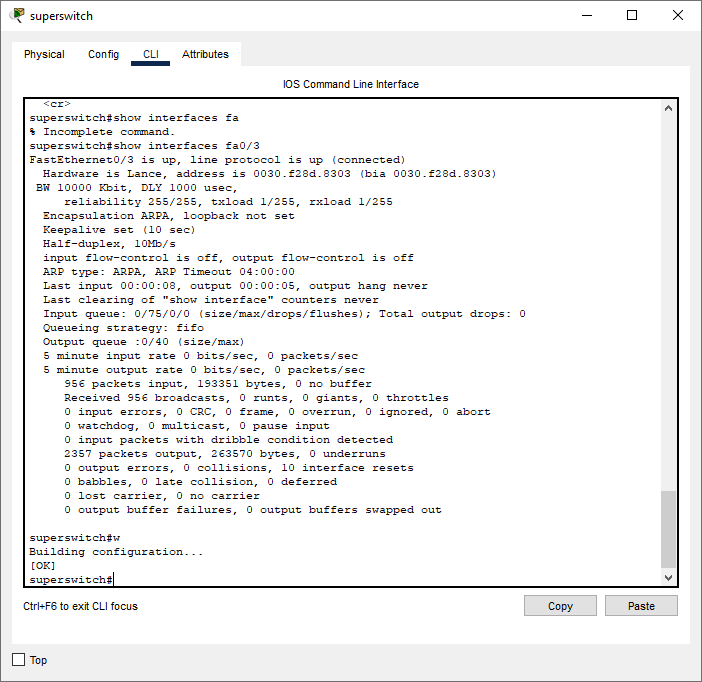 superswitch
Physical Config CLI Attributes
IOS Command Line Interface
<cr>
superswitch#show interfaces fa
% Incomplete command.
superswitch#show interfaces fa0/3
FastEthernet0/3 is up, line protocol is up (connected)
Hardware is Lance, address is 0030.f28d.8303 (bia 0030.f28d.8303)
BW 10000 Kbit, DLY 1000 usec,
reliability 255/255, txload 1/255, rxload 1/255
Encapsulation ARPA, loopback not set
Keepalive set (10 sec)
Half-duplex, 10Mb/s
input flow-control is off, output flow-control is off
ARP type: ARPA, ARP Timeout 04:00:00
Last input 00:00:08, output 00:00:05, output hang never
Last clearing of "show interface" counters never
Input queue: 0/75/0/0 (size/max/drops/flushes); Total output drops: 0
Queueing strategy: fifo
Output queue :0/40 (size/max)
5 minute input rate 0 bits/sec, 0 packets/sec
5 minute output rate 0 bits/sec, 0 packets/sec
956 packets input, 193351 bytes, 0 no buffer
Received 956 broadcasts, 0 runts, 0 giants, 0 throttles
0 input errors, 0 CRC, 0 frame, 0 overrun, 0 ignored, 0 abort
0 watchdog, 0 multicast, 0 pause input
0 input packets with dribble condition detected
2357 packets output, 263570 bytes, 0 underruns
0 output errors, 0 collisions, 10 interface resets
0 babbles, 0 late collision, 0 deferred
0 lost carrier, 0 no carrier
0 output buffer failures, 0 output buffers swapped out
superswitch#w
Building configuration...
[OK]
superswitch#
Ctrl+F6 to exit CLI focus
Copy Paste
Top